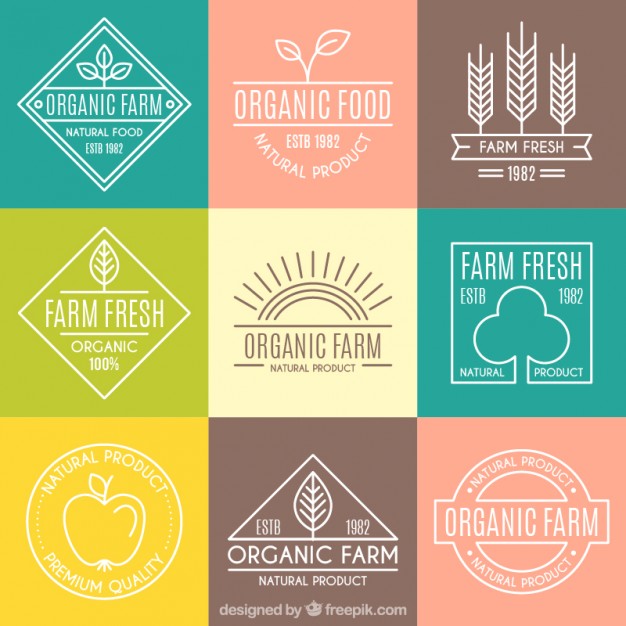 ORGANIC FARM
NATURAL FOOD
ESTB 1982
ORGANIC FOOD
ESTB 1982
NATURAL PRODUCT
FARM FRESH
1982
FARM FRESH
ORGANIC
100%
ORGANIC FARM
NATURAL PRODUCT
FARM FRESH
ESTB 1982
NATURAL PRODUCT
NATURAL PRODUCT
PREMIUM QUALITY
ESTB 1982
ORGANIC FARM
NATURAL PRODUCT
NATURAL PRODUCT
ORGANIC FARM
NATURAL PRODUCT
designed by freepik.com